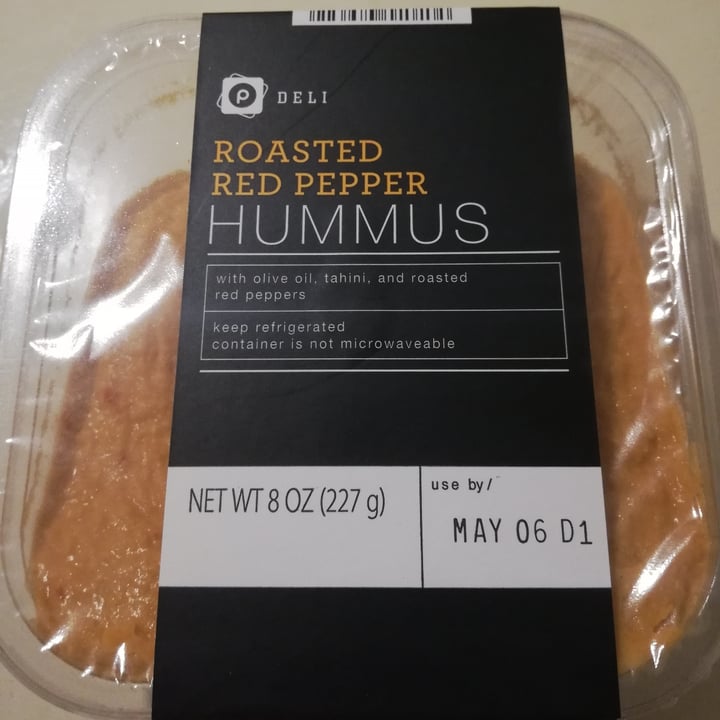 P DELI
ROASTED
RED PEPPER
HUMMUS
with olive oil, tahini, and roasted
red peppers
keep refrigerated
container is not microwaveable
NET WT 8 OZ (227 g)
use by/
MAY 06 D1